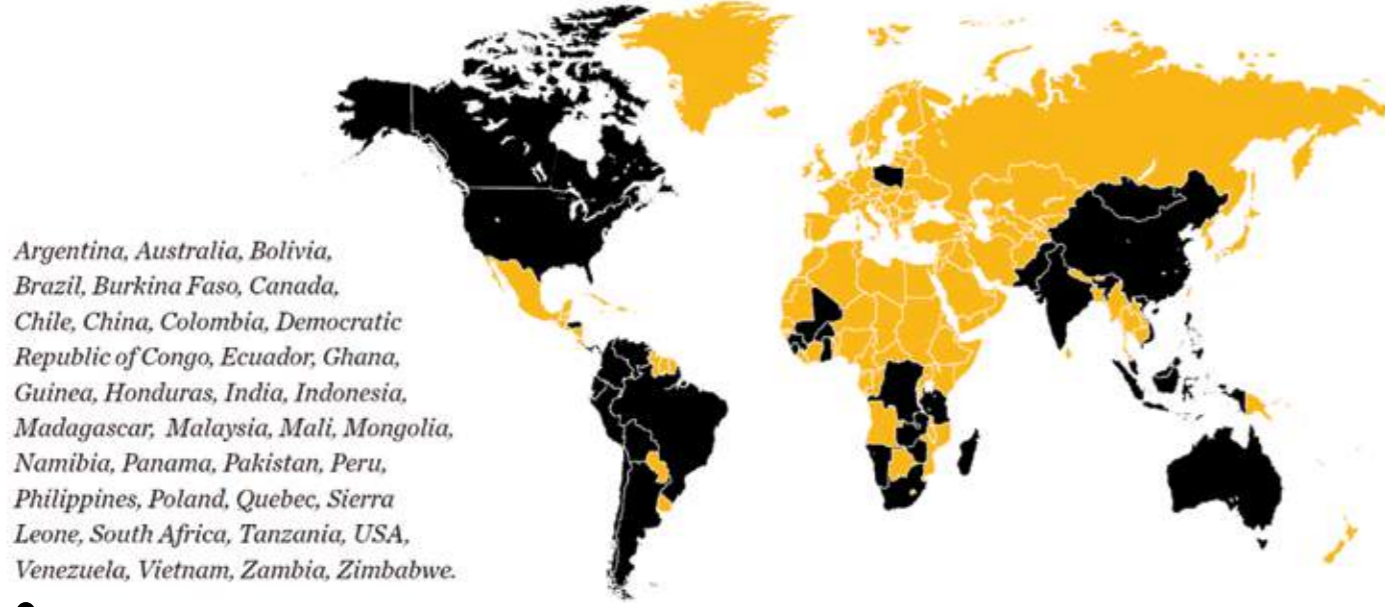 Argentina, Australia, Bolivia,
Brazil, Burkina Faso, Canada,
Chile, China, Colombia, Democratic
Republic of Congo, Ecuador, Ghana,
Guinea, Honduras, India, Indonesia,
Madagascar, Malaysia, Mali, Mongolia,
Namibia, Panama, Pakistan, Peru,
Philippines, Poland, Quebec, Sierra
Leone, South Africa, Tanzania, USA,
Venezuela, Vietnam, Zambia, Zimbabwe.